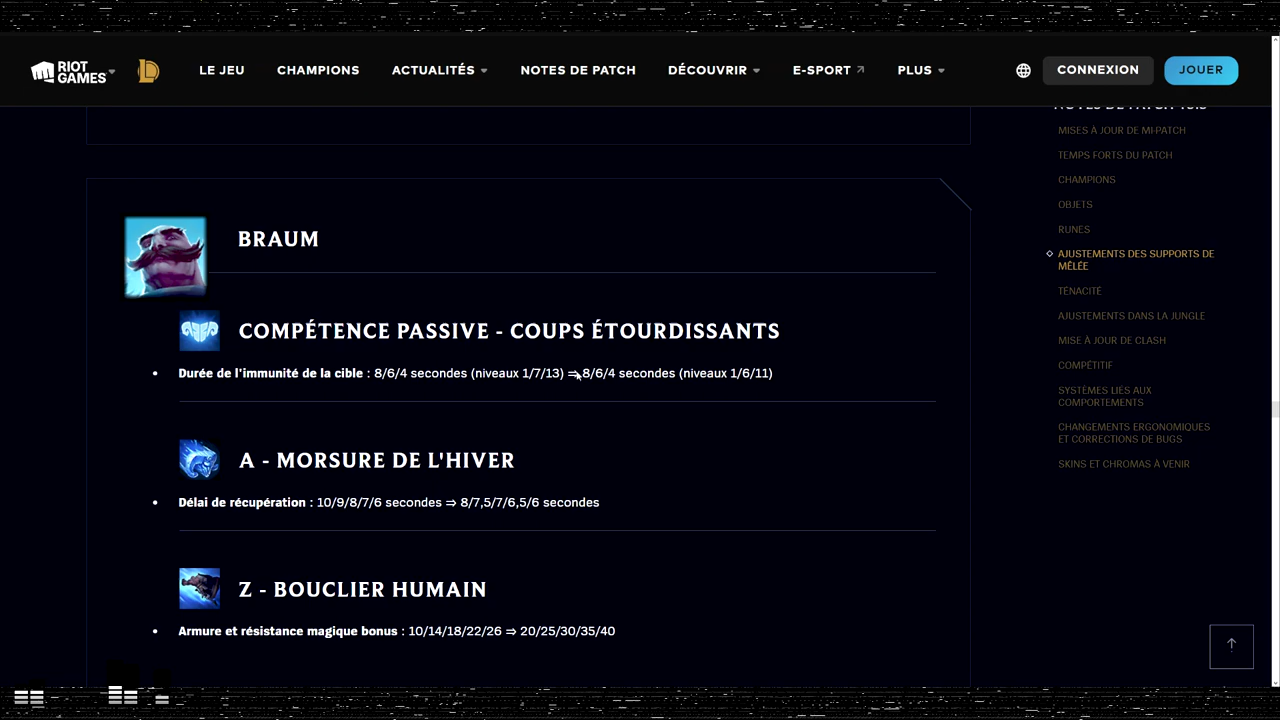 RIOT GAMES
LE JEU
CHAMPIONS
ACTUALITÉS
NOTES DE PATCH
DÉCOUVRIR
E-SPORT
PLUS
CONNEXION
JOUER
BRAUM
COMPÉTENCE PASSIVE - COUPS ÉTOURDISSANTS
• Durée de l'immunité de la cible : 8/6/4 secondes (niveaux 1/7/13) ⇒ 8/6/4 secondes (niveaux 1/6/11)
A - MORSURE DE L'HIVER
• Délai de récupération : 10/9/8/7/6 secondes ⇒ 8/7,5/7/6,5/6 secondes
Z - BOUCLIER HUMAIN
• Armure et résistance magique bonus : 10/14/18/22/26 ⇒ 20/25/30/35/40
MISES À JOUR DE MI-PATCH
TEMPS FORTS DU PATCH
CHAMPIONS
OBJETS
RUNES
AJUSTEMENTS DES SUPPORTS DE
MÊLÉE
TÉNACITÉ
AJUSTEMENTS DANS LA JUNGLE
MISE À JOUR DE CLASH
COMPÉTITIF
SYSTÈMES LIÉS AUX
COMPORTEMENTS
CHANGEMENTS ERGONOMIQUES
ET CORRECTIONS DE BUGS
SKINS ET CHROMAS À VENIR